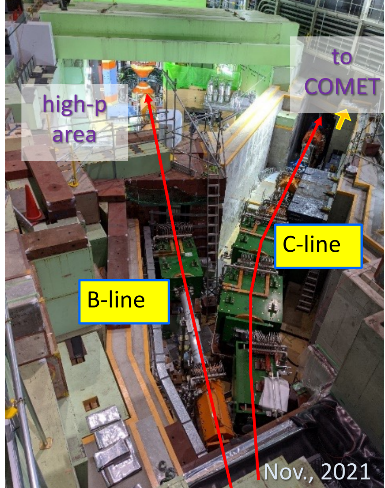 to
COMET
high-p
area
C-line
B-line
Nov., 2021